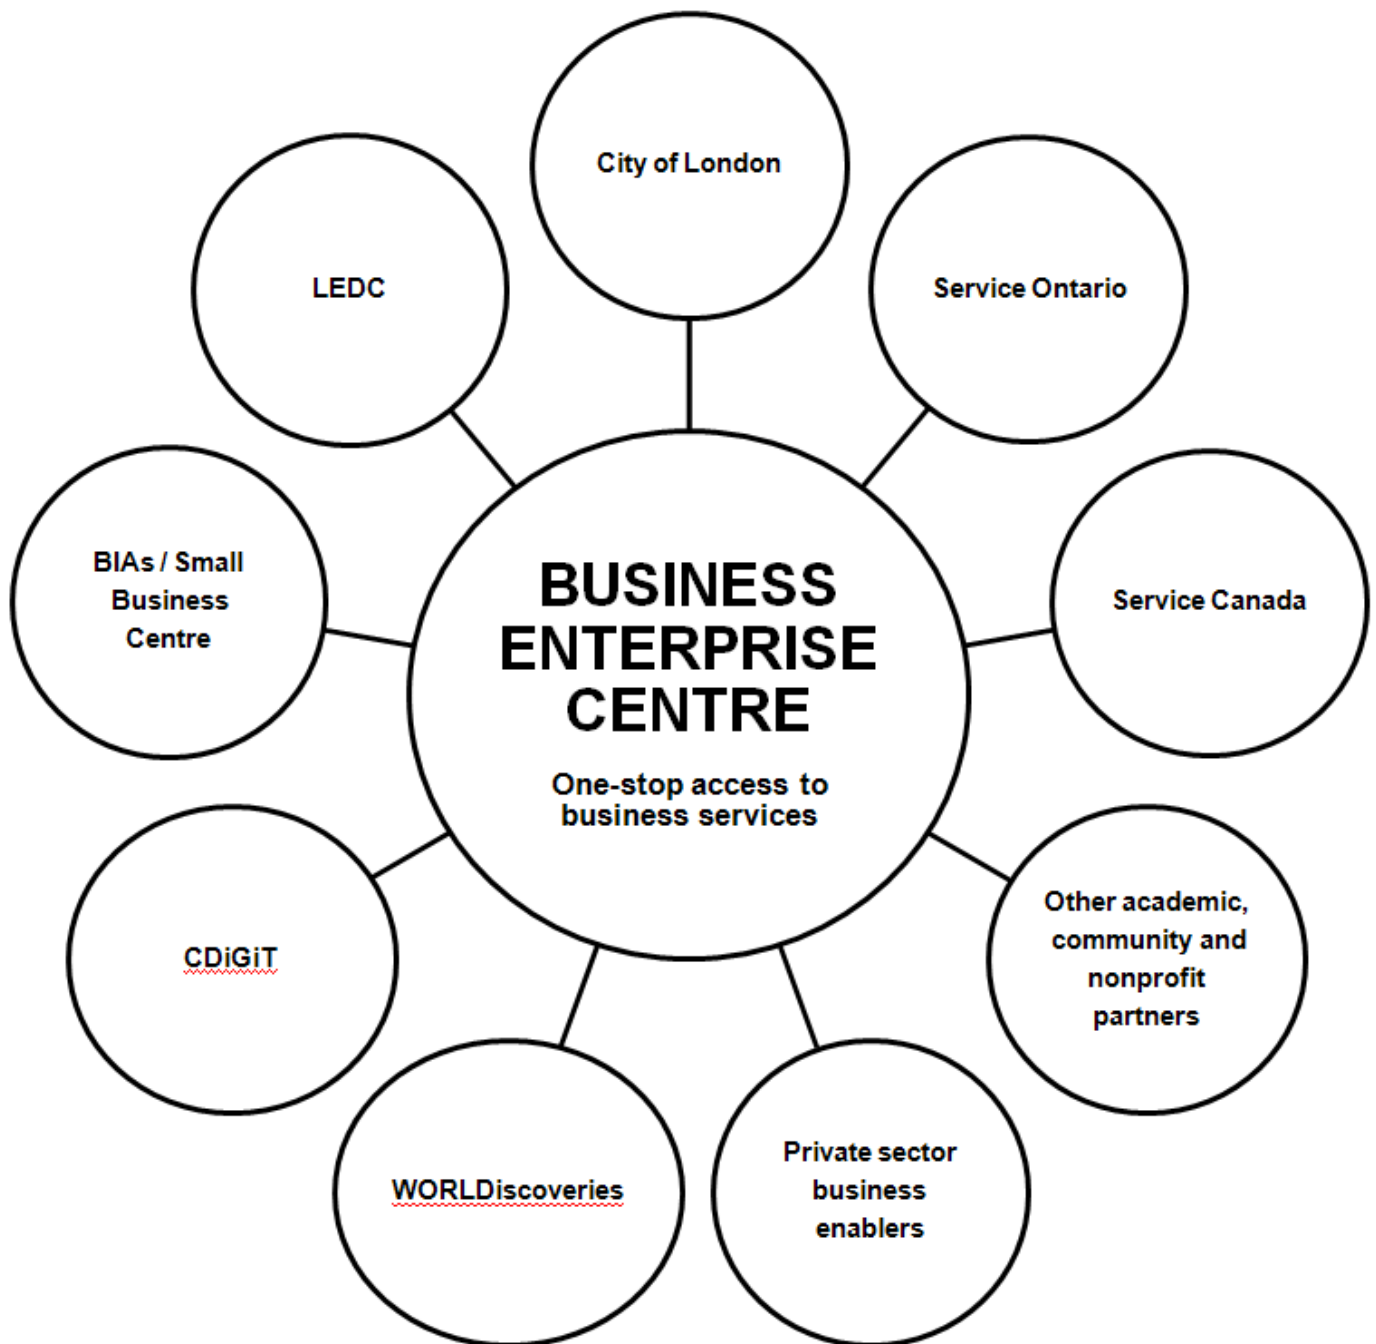 City of London
LEDC
Service Ontario
BIAs / Small
Business
Centre
BUSINESS
ENTERPRISE
CENTRE
One-stop access to
business services
Service Canada
CDiGiT
Other academic,
community and
nonprofit
partners
WORLDiscoveries
Private sector
business
enablers